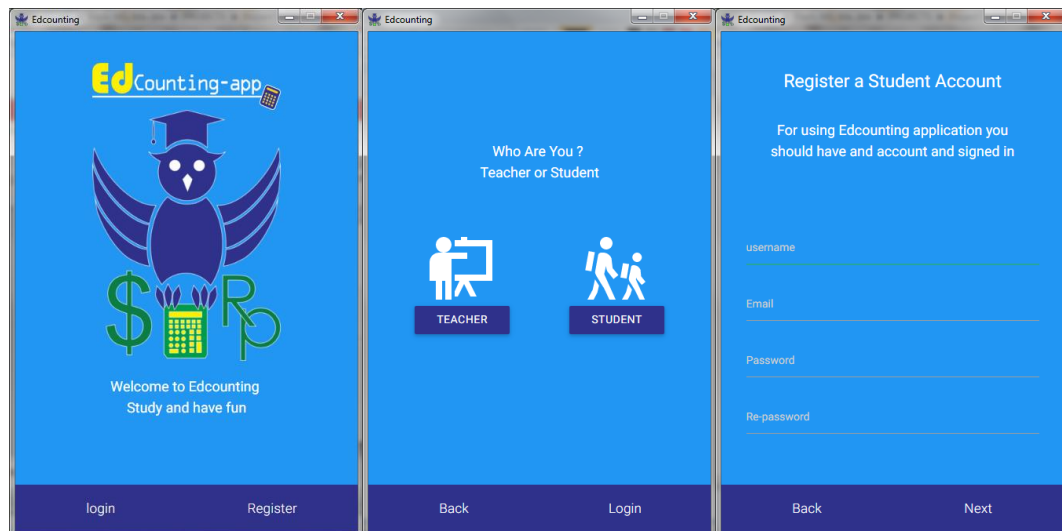 Edcounting
EdCounting-app
$ Rp
Welcome to Edcounting
Study and have fun
login
Register
Edcounting
Who Are You ?
Teacher or Student
TEACHER
STUDENT
Back
Login
Edcounting
Register a Student Account
For using Edcounting application you
should have and account and signed in
username
Email
Password
Re-password
Back
Next